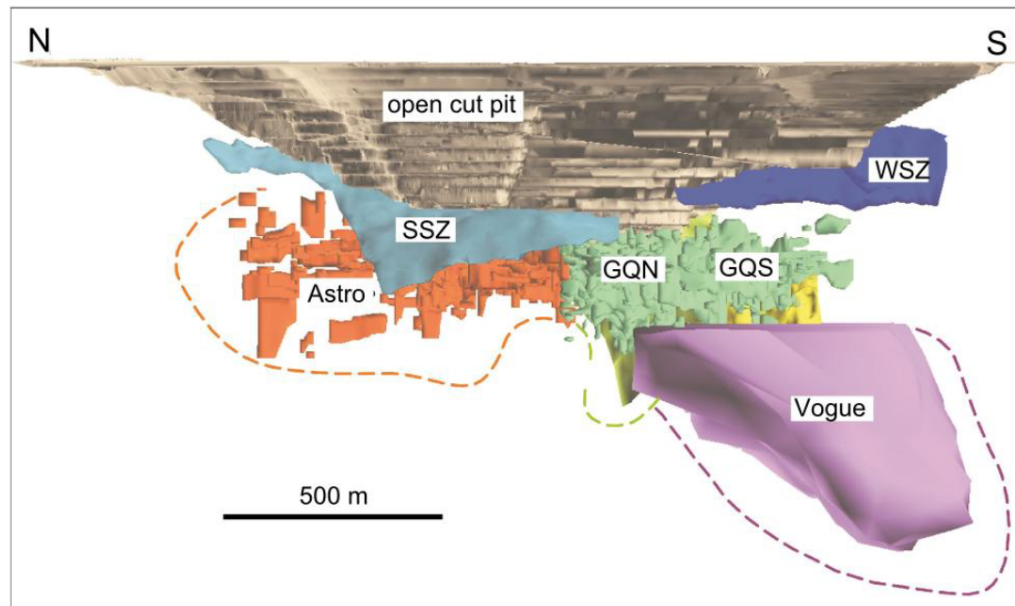 N
S
open cut pit
WSZ
SSZ
GQN
GQS
Astro
Vogue
500 m